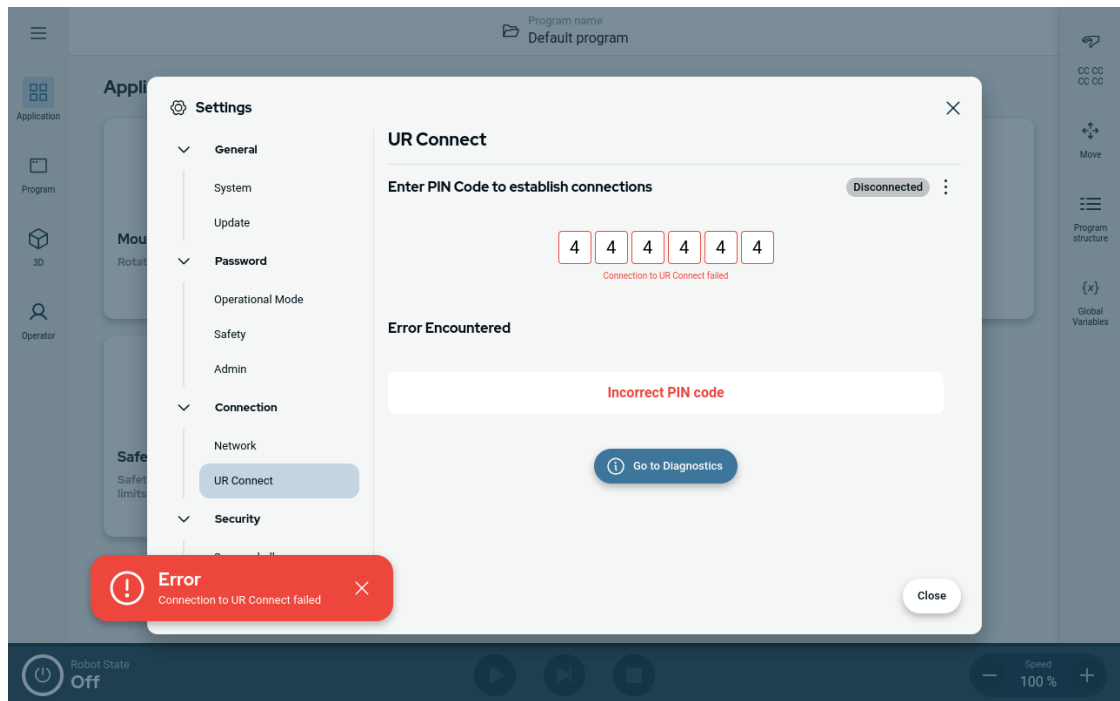 Program name
Default program
Application
Program
3D
Operator
Appli
Mou
Rotat
Safe
Safet
limits
Settings
General
System
Update
Password
Operational Mode
Safety
Admin
Connection
Network
UR Connect
Security
UR Connect
Enter PIN Code to establish connections
Disconnected
4 4 4 4 4 4
Connection to UR Connect failed
Error Encountered
Incorrect PIN code
Go to Diagnostics
Close
Error
Connection to UR Connect failed
CC CC
CC CC
Move
Program
structure
{x}
Global
Variables
Robot State
Off
Speed
100 %